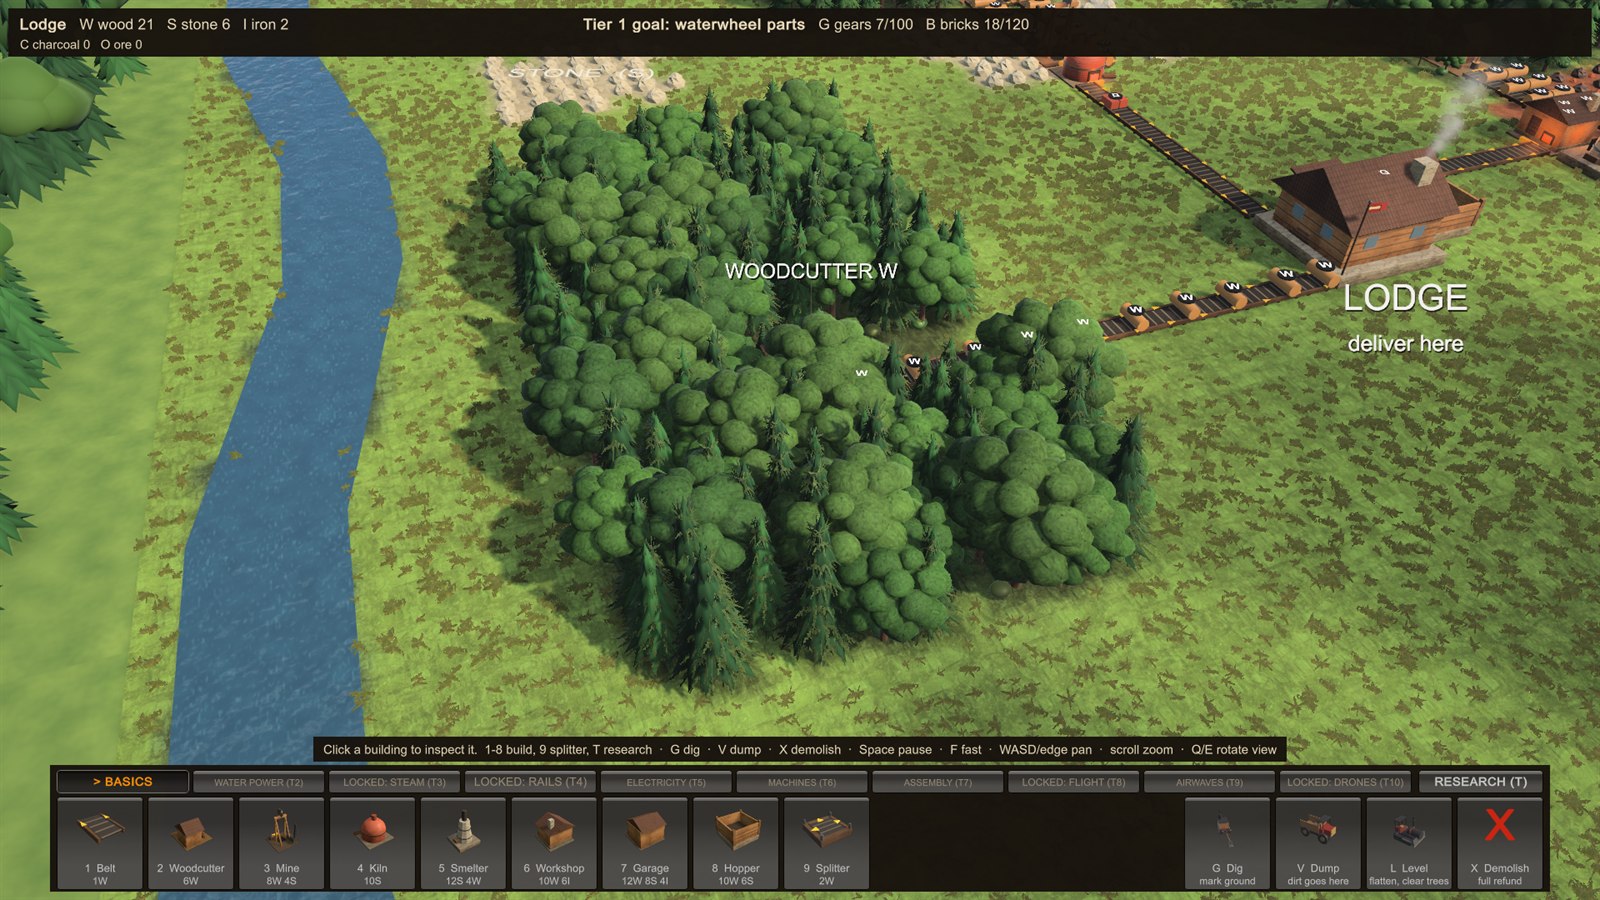 Lodge W wood 21 S stone 6 I iron 2
C charcoal 0 O ore 0
Tier 1 goal: waterwheel parts G gears 7/100 B bricks 18/120
STONE (S)
WOODCUTTER W
LODGE
deliver here
Click a building to inspect it. 1-8 build, 9 splitter, T research · G dig · V dump · X demolish · Space pause · F fast · WASD/edge pan · scroll zoom · Q/E rotate view
> BASICS
WATER POWER (T2)
LOCKED: STEAM (T3)
LOCKED: RAILS (T4)
ELECTRICITY (T5)
MACHINES (T6)
ASSEMBLY (T7)
LOCKED: FLIGHT (T8)
AIRWAVES (T9)
LOCKED: DRONES (T10)
RESEARCH (T)
1 Belt
1W
2 Woodcutter
6W
3 Mine
8W 4S
4 Kiln
10S
5 Smelter
12S 4W
6 Workshop
10W 6I
7 Garage
12W 8S 4I
8 Hopper
10W 6S
9 Splitter
2W
G Dig
mark ground
V Dump
dirt goes here
L Level
flatten, clear trees
X Demolish
full refund